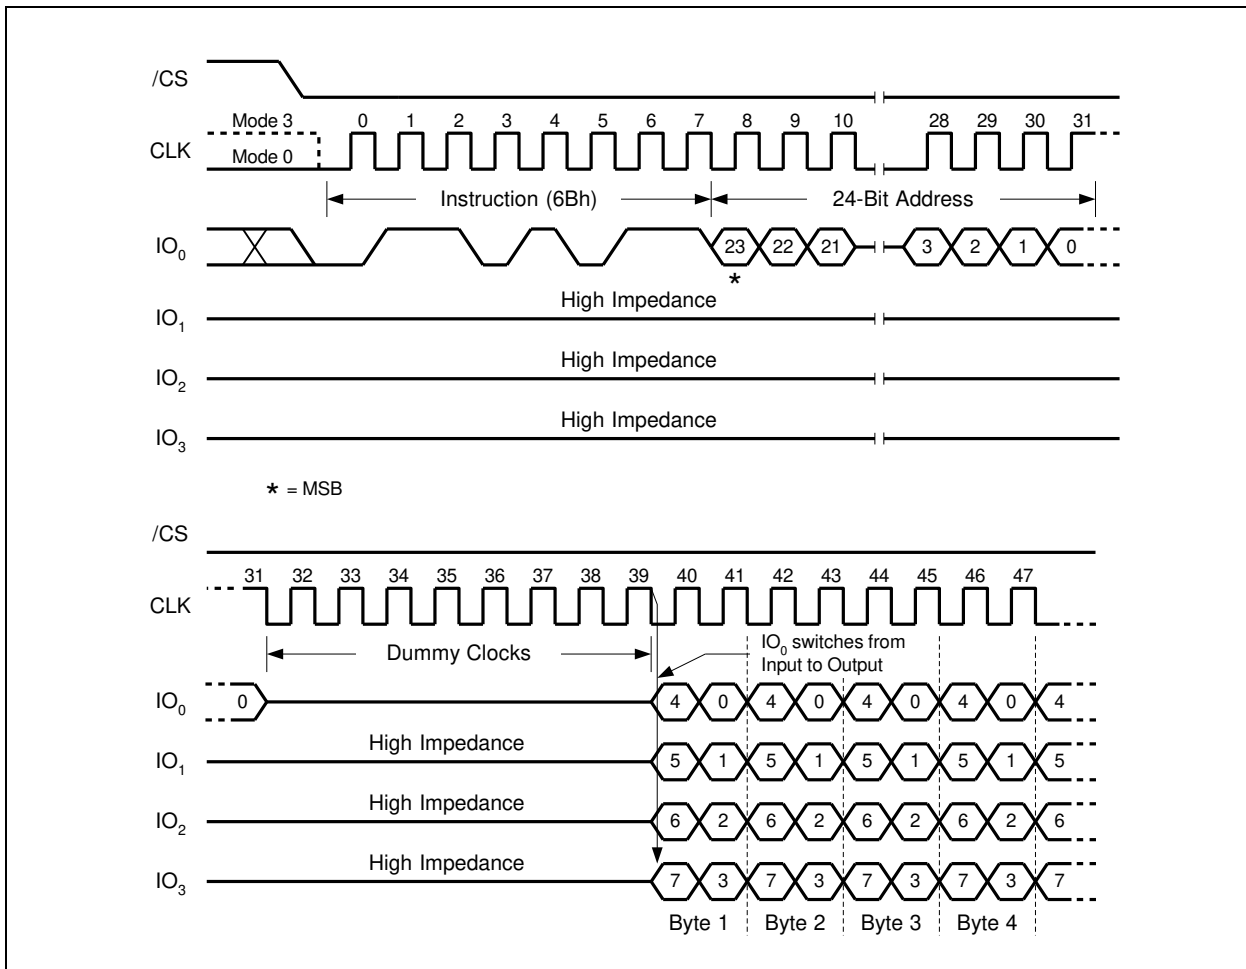 /CS
Mode 3 0 1 2 3 4 5 6 7 8 9 10 28 29 30 31
CLK
Mode 0
Instruction (6Bh) 24-Bit Address
IO0 23 22 21 3 2 1 0
*
High Impedance
IO1
High Impedance
IO2
High Impedance
IO3
* = MSB
/CS
31 32 33 34 35 36 37 38 39 40 41 42 43 44 45 46 47
CLK
Dummy Clocks
IO0 switches from
Input to Output
IO0 0 4 0 4 0 4 0 4 0 4
High Impedance
IO1 5 1 5 1 5 1 5 1 5
High Impedance
IO2 6 2 6 2 6 2 6 2 6
High Impedance
IO3 7 3 7 3 7 3 7 3 7
Byte 1 Byte 2 Byte 3 Byte 4